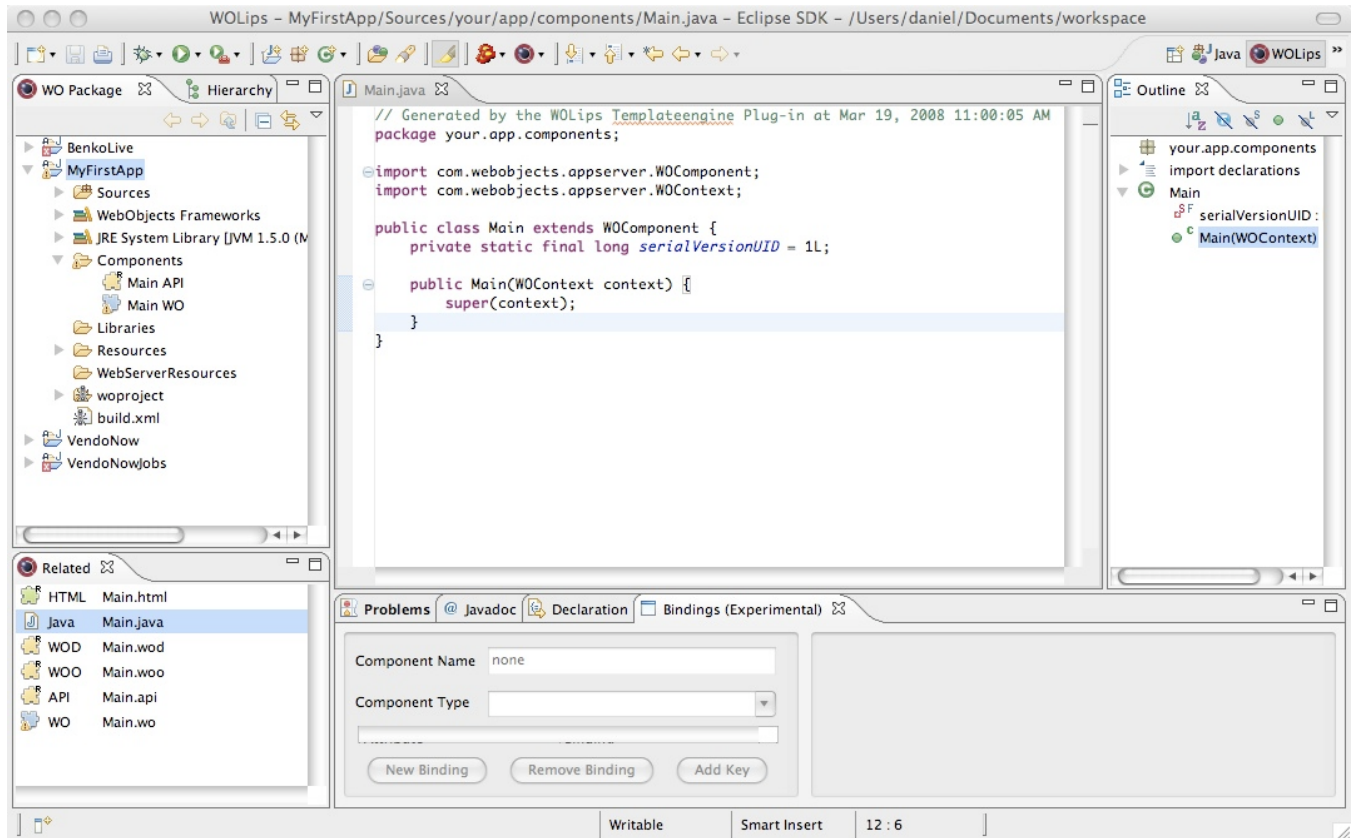 WOLips – MyFirstApp/Sources/your/app/components/Main.java – Eclipse SDK – /Users/daniel/Documents/workspace
Java WOLips »
WO Package Hierarchy
BenkoLive
MyFirstApp
Sources
WebObjects Frameworks
JRE System Library [JVM 1.5.0 (M
Components
Main API
Main WO
Libraries
Resources
WebServerResources
woproject
build.xml
VendoNow
VendoNowJobs
Related
HTML Main.html
Java Main.java
WOD Main.wod
WOO Main.woo
API Main.api
WO Main.wo
Main.java
// Generated by the WOLips Templateengine Plug-in at Mar 19, 2008 11:00:05 AM
package your.app.components;
import com.webobjects.appserver.WOComponent;
import com.webobjects.appserver.WOContext;
public class Main extends WOComponent {
private static final long serialVersionUID = 1L;
public Main(WOContext context) {
super(context);
}
}
Outline
your.app.components
import declarations
Main
serialVersionUID :
Main(WOContext)
Problems @ Javadoc Declaration Bindings (Experimental)
Component Name none
Component Type
New Binding Remove Binding Add Key
Writable Smart Insert 12 : 6